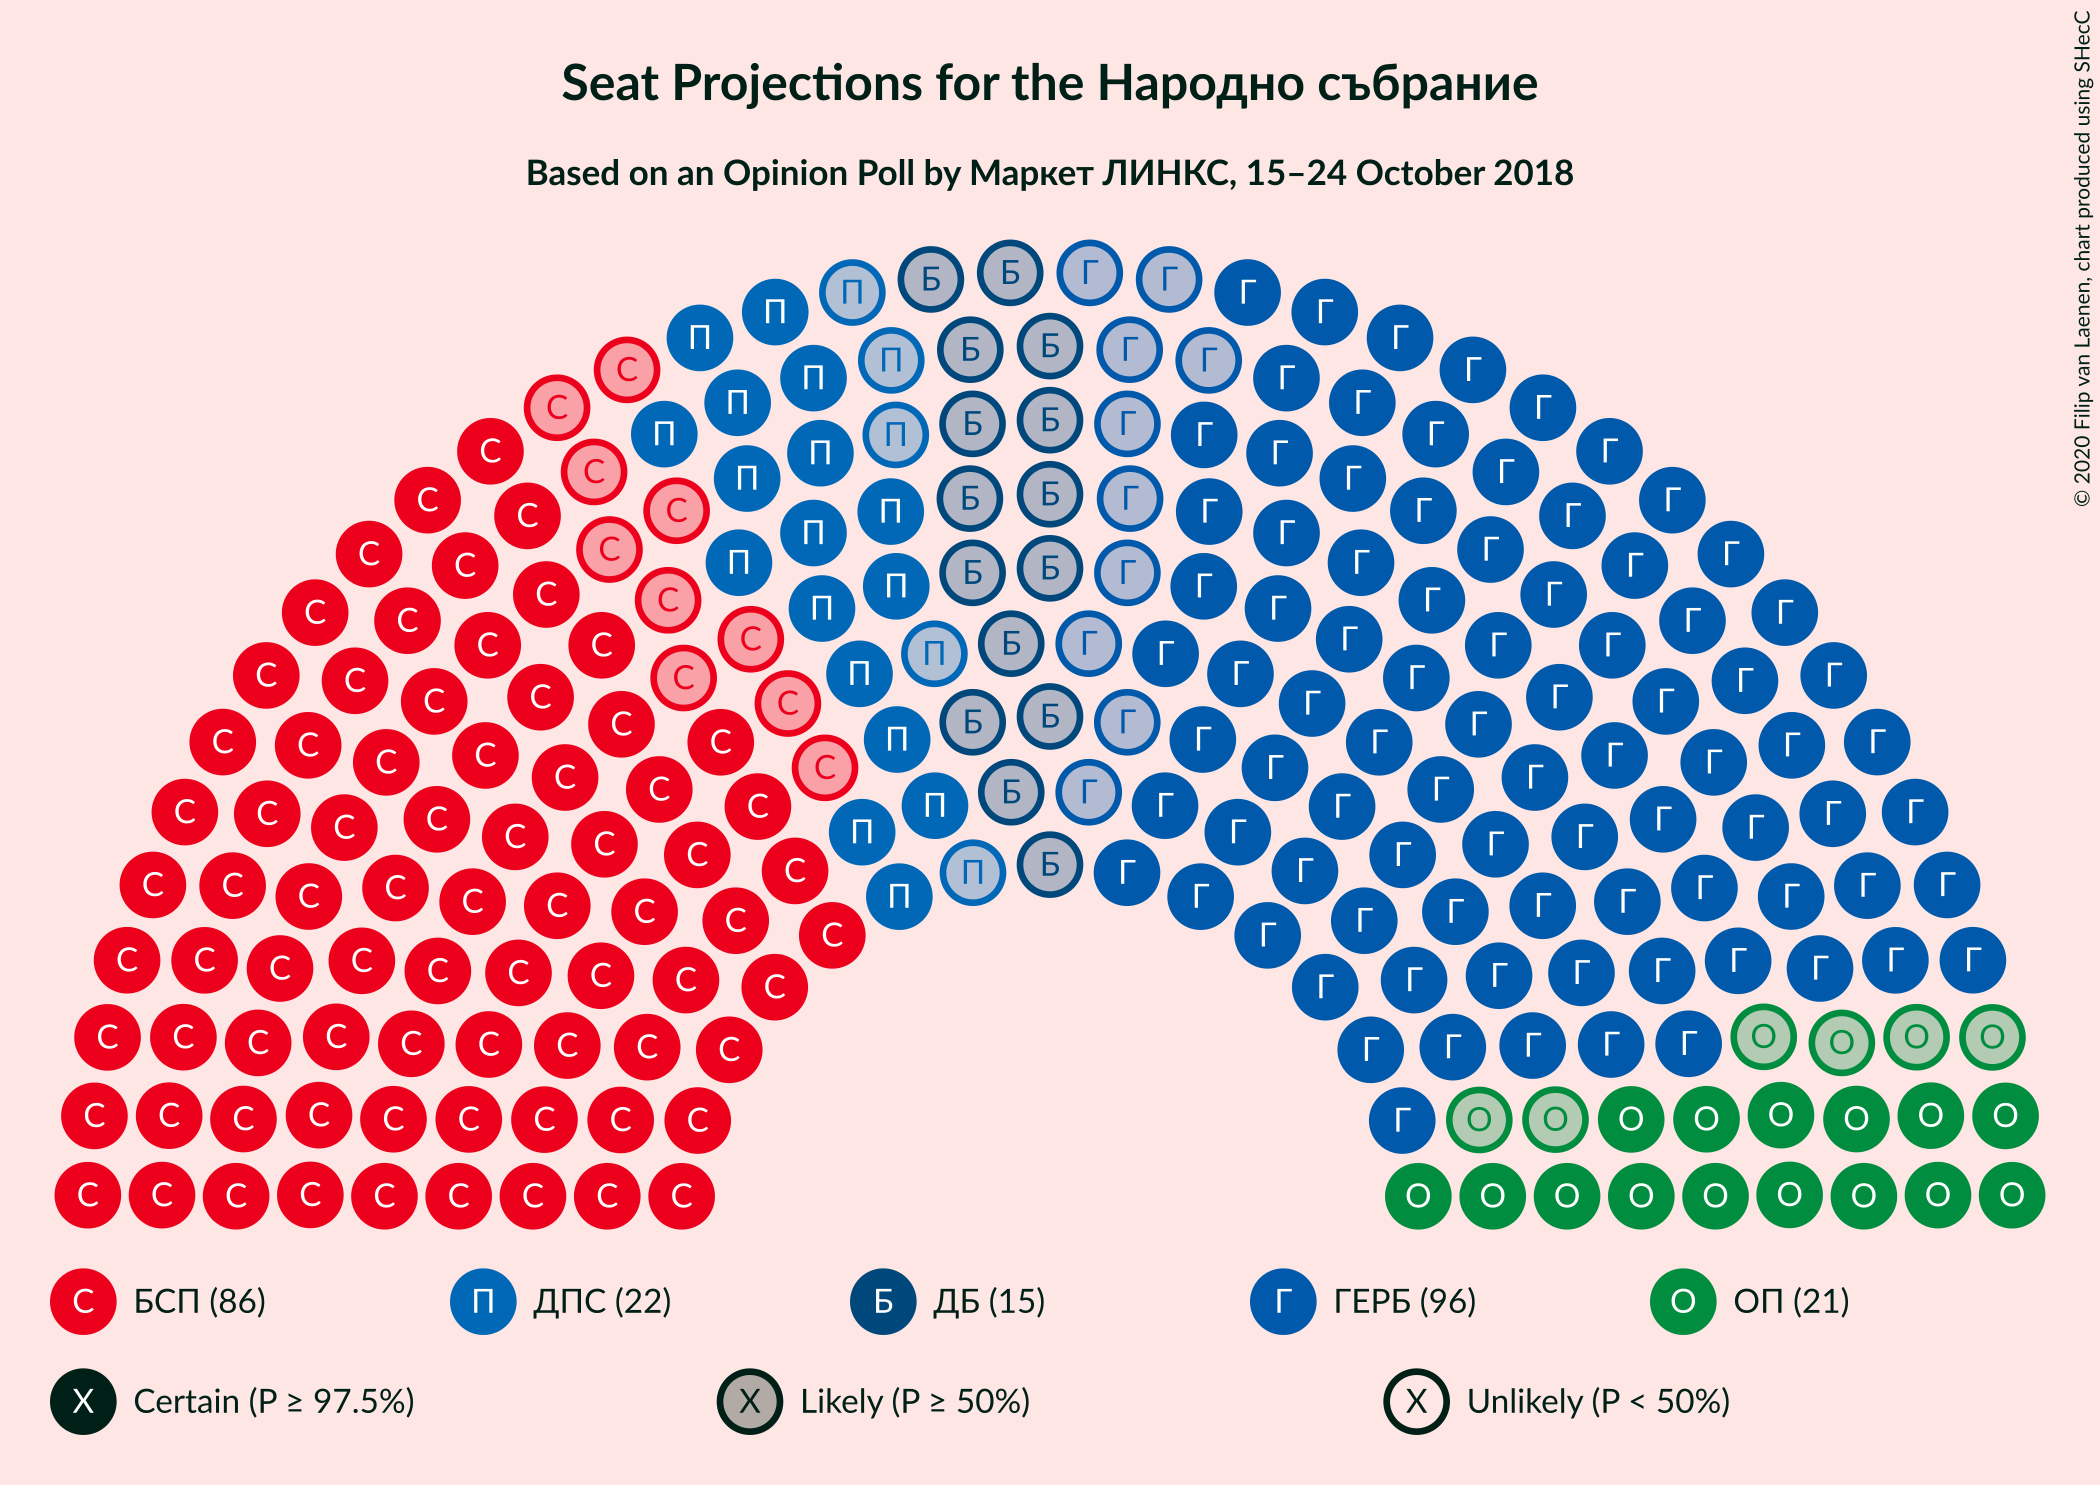 Seat Projections for the Народно събрание
Based on an Opinion Poll by Маркет ЛИНКС, 15–24 October 2018
© 2020 Filip van Laenen, chart produced using SHecC
С БСП (86) П ДПС (22) Б ДБ (15) Г ГЕРБ (96) О ОП (21)
X Certain (P ≥ 97.5%) X Likely (P ≥ 50%) X Unlikely (P < 50%)